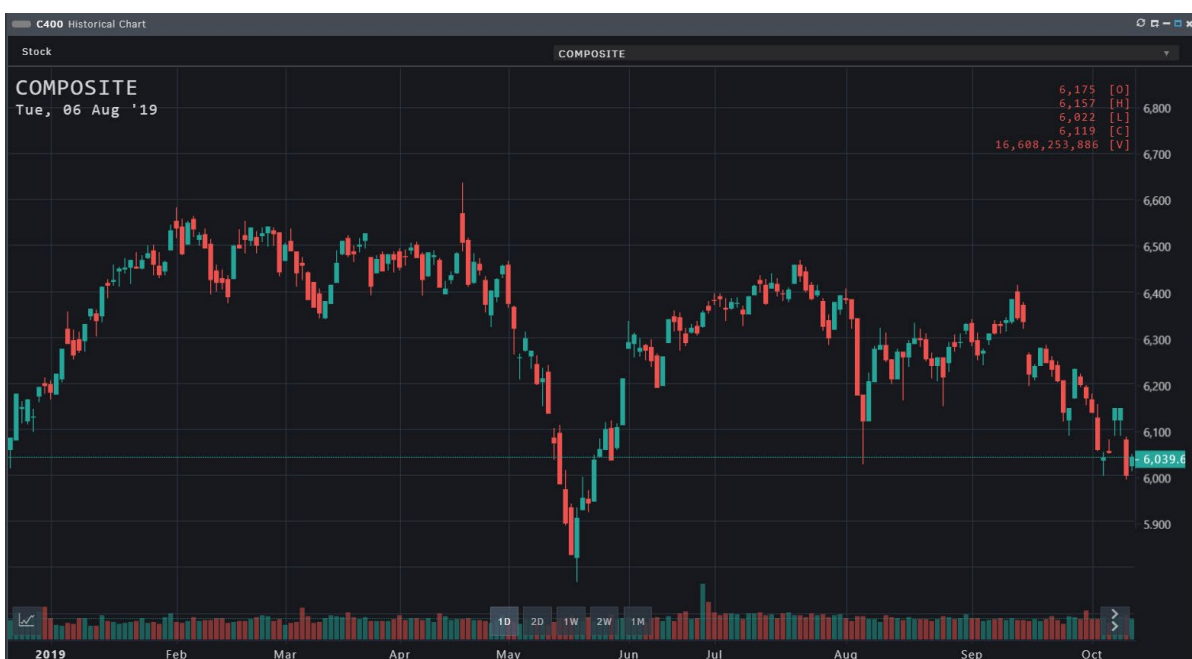 C400 Historical Chart
Stock
COMPOSITE
COMPOSITE
Tue, 06 Aug '19
6,175 [O]
6,157 [H]
6,022 [L]
6,119 [C]
16,608,253,886 [V]
6,800
6,700
6,600
6,500
6,400
6,300
6,200
6,100
6,039.6
6,000
5.900
1D 2D 1W 2W 1M
2019 Feb Mar Apr May Jun Jul Aug Sep Oct